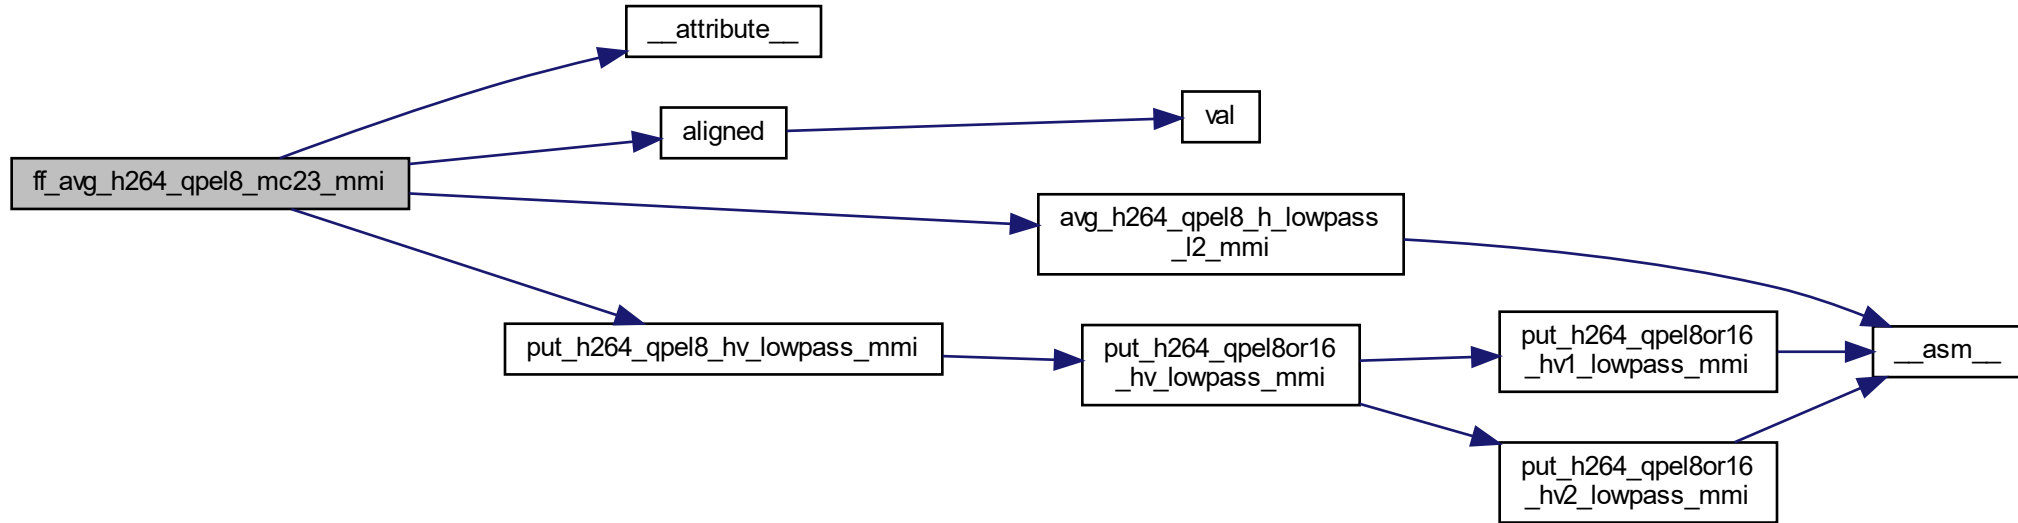 __attribute__
aligned
val
ff_avg_h264_qpel8_mc23_mmi
avg_h264_qpel8_h_lowpass
_l2_mmi
put_h264_qpel8_hv_lowpass_mmi
put_h264_qpel8or16
_hv_lowpass_mmi
put_h264_qpel8or16
_hv1_lowpass_mmi
__asm__
put_h264_qpel8or16
_hv2_lowpass_mmi